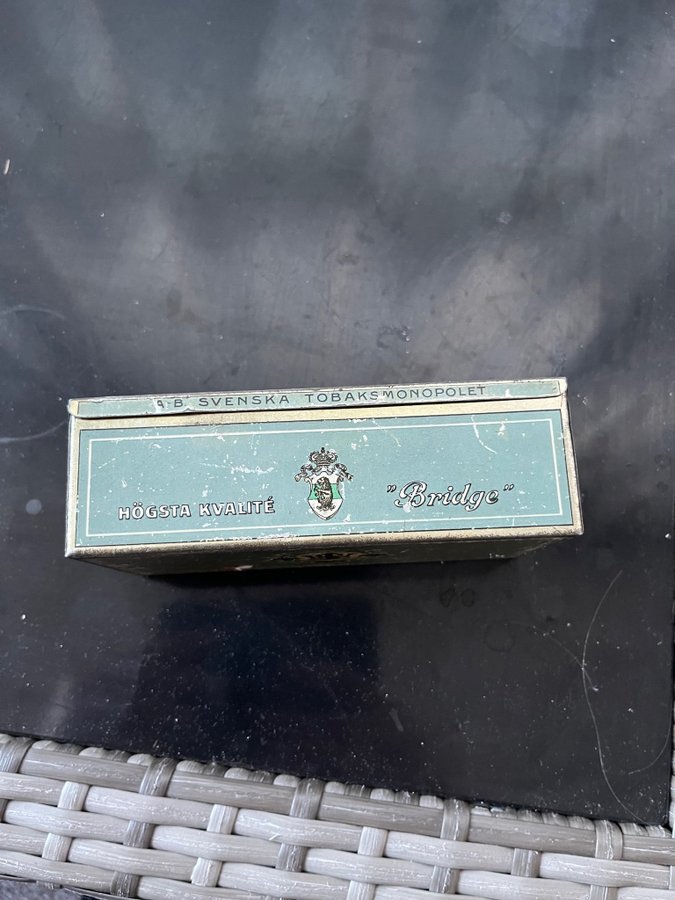 A-B. SVENSKA TOBAKSMONOPOLET
HÖGSTA KVALITÉ
"Bridge"